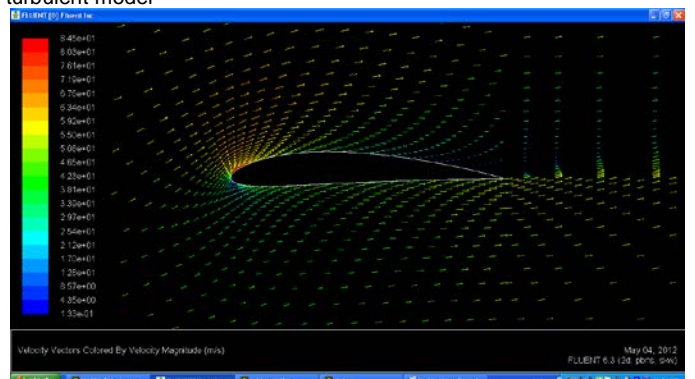 turbulent model
FLUENT [0] Fluent Inc
8.45e+01
8.03e+01
7.61e+01
7.19e+01
6.76e+01
6.34e+01
5.92e+01
5.50e+01
5.08e+01
4.65e+01
4.23e+01
3.81e+01
3.39e+01
2.97e+01
2.54e+01
2.12e+01
1.70e+01
1.28e+01
8.57e+00
4.35e+00
1.33e-01
Velocity Vectors Colored By Velocity Magnitude (m/s)
May 04, 2012
FLUENT 6.3 (2d, pbns, ske)